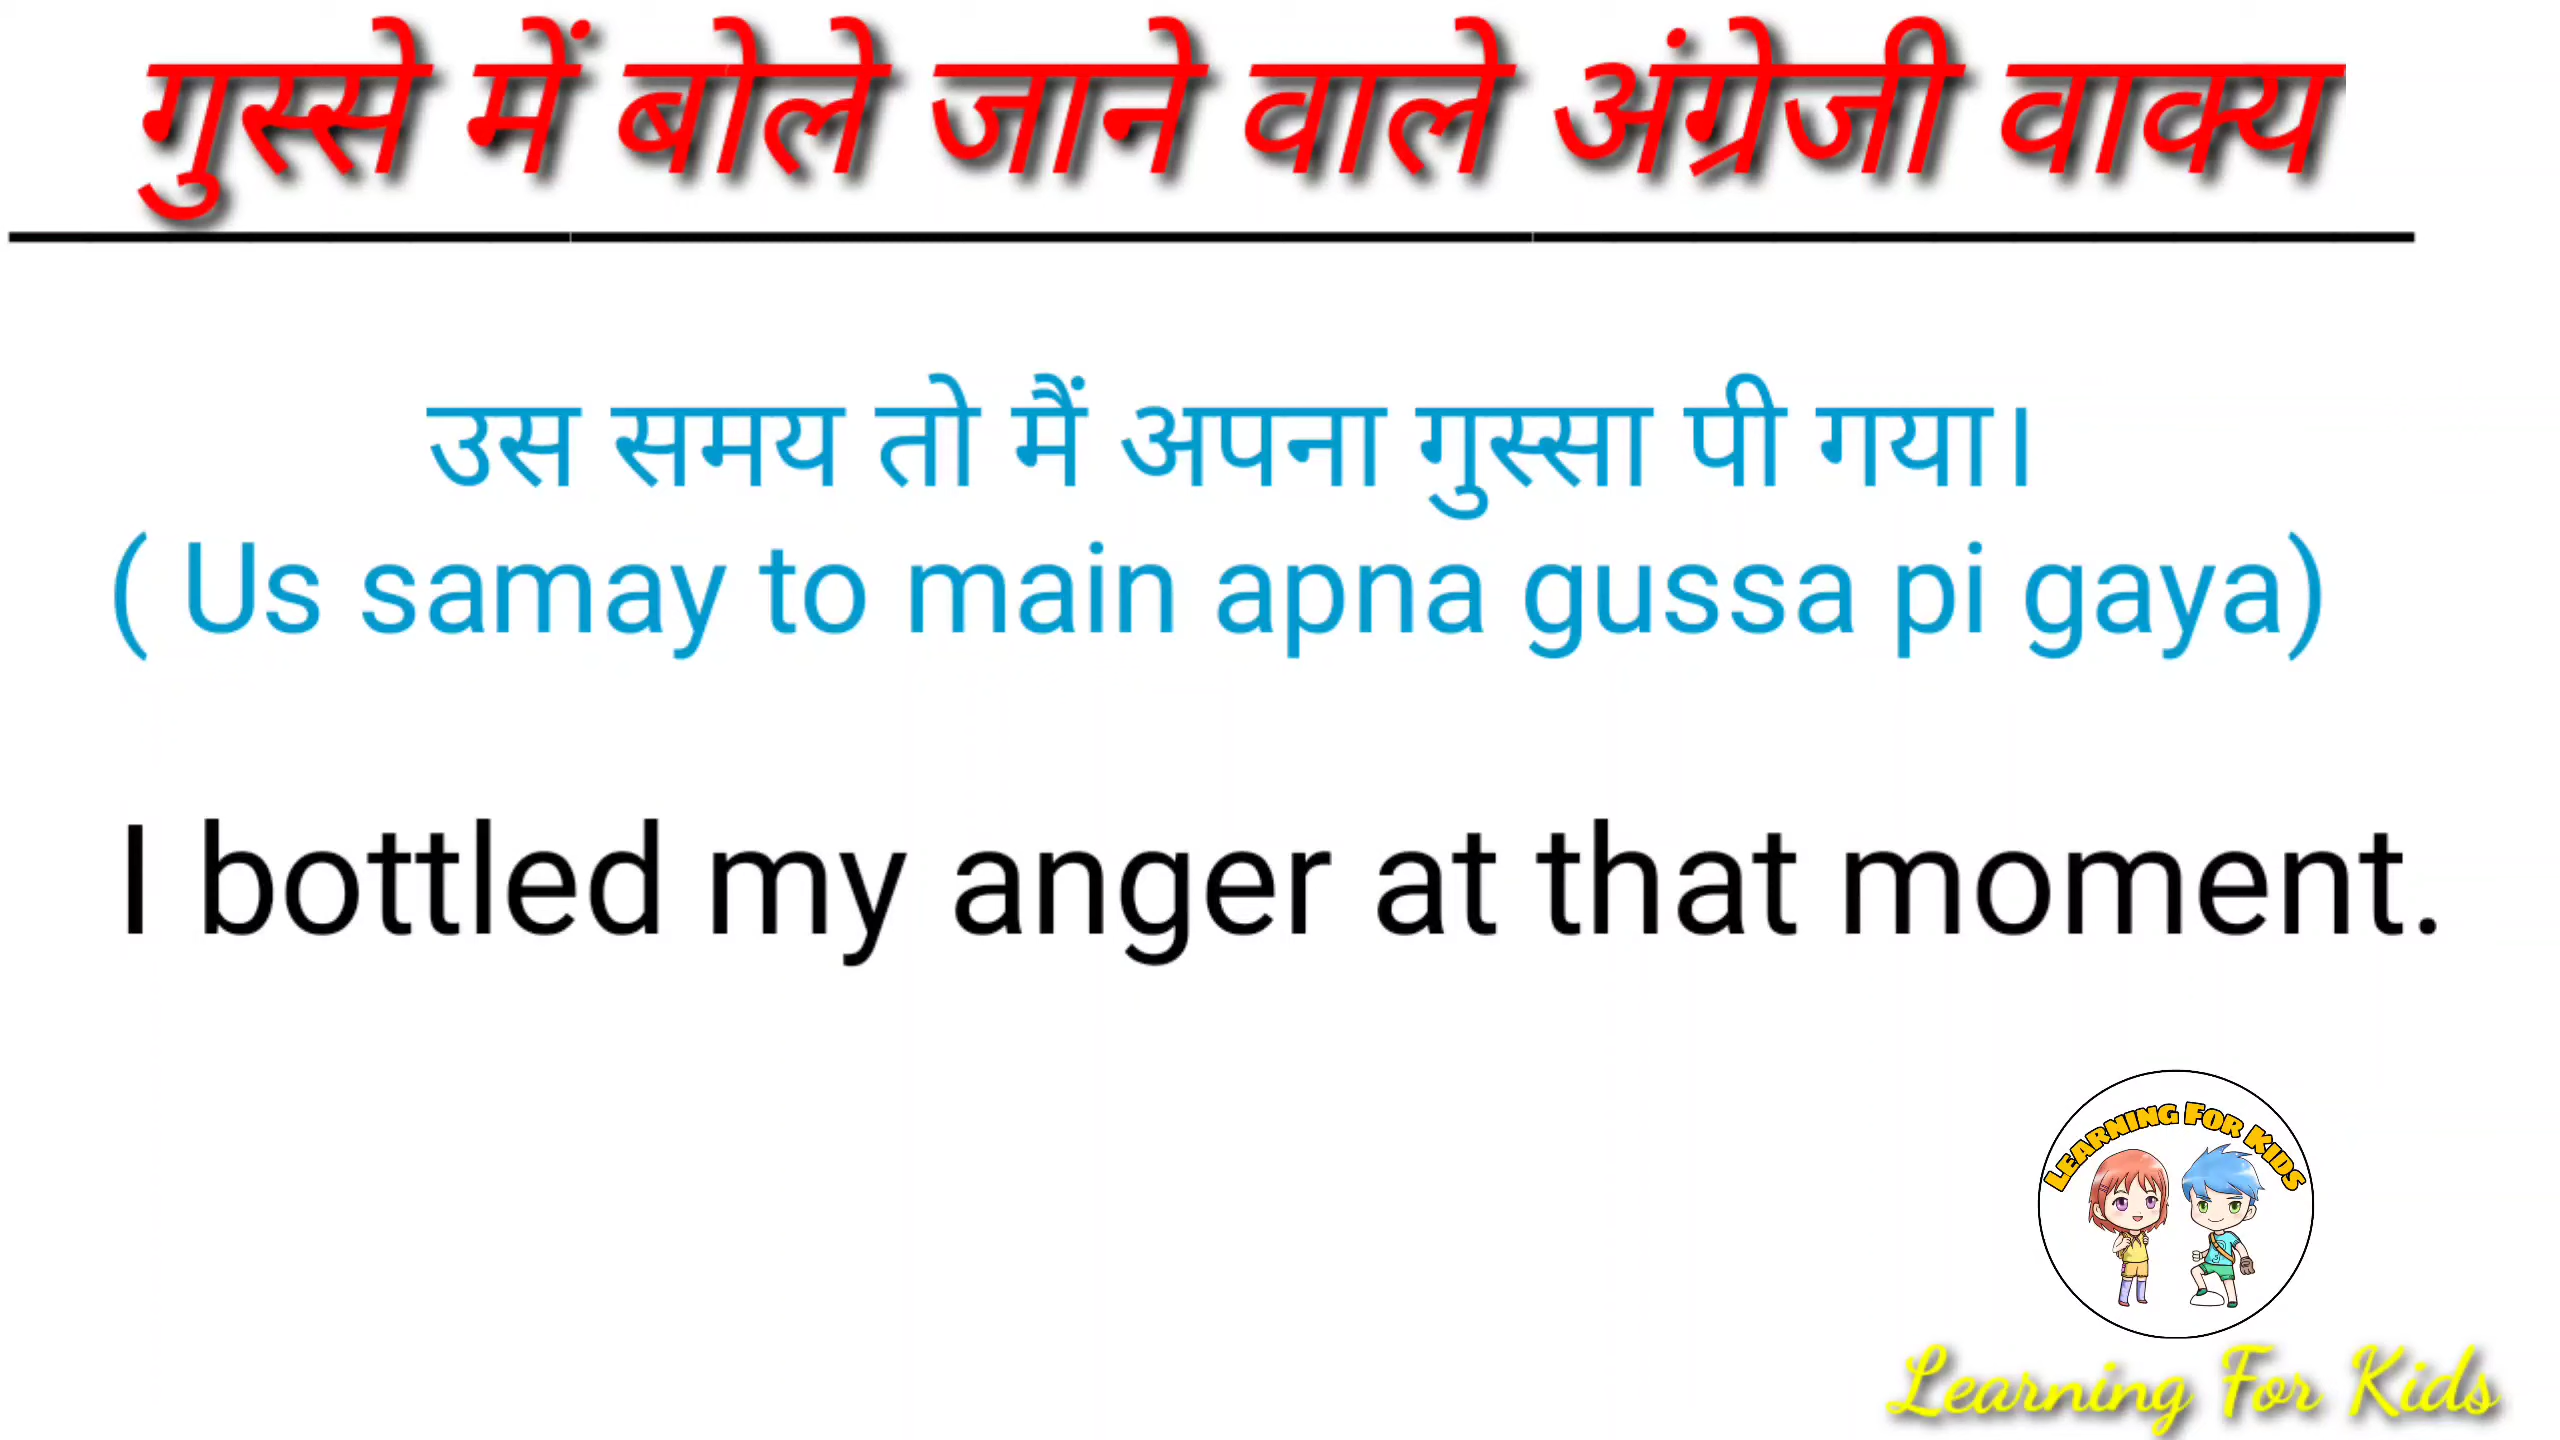 गुस्से में बोले जाने वाले अंग्रेजी वाक्य
उस समय तो मैं अपना गुस्सा पी गया।
( Us samay to main apna gussa pi gaya)
I bottled my anger at that moment.
LEARNING FOR KIDS
Learning For Kids